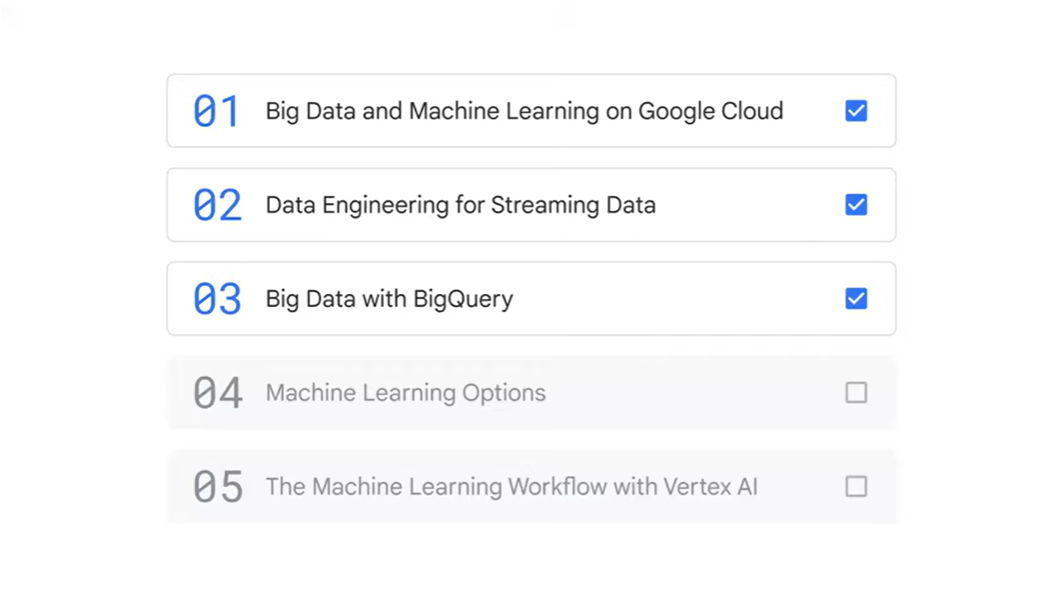 01 Big Data and Machine Learning on Google Cloud
02 Data Engineering for Streaming Data
03 Big Data with BigQuery
04 Machine Learning Options
05 The Machine Learning Workflow with Vertex AI